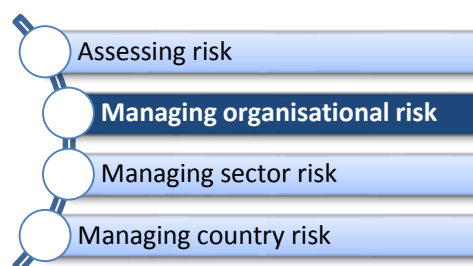 Assessing risk
Managing organisational risk
Managing sector risk
Managing country risk